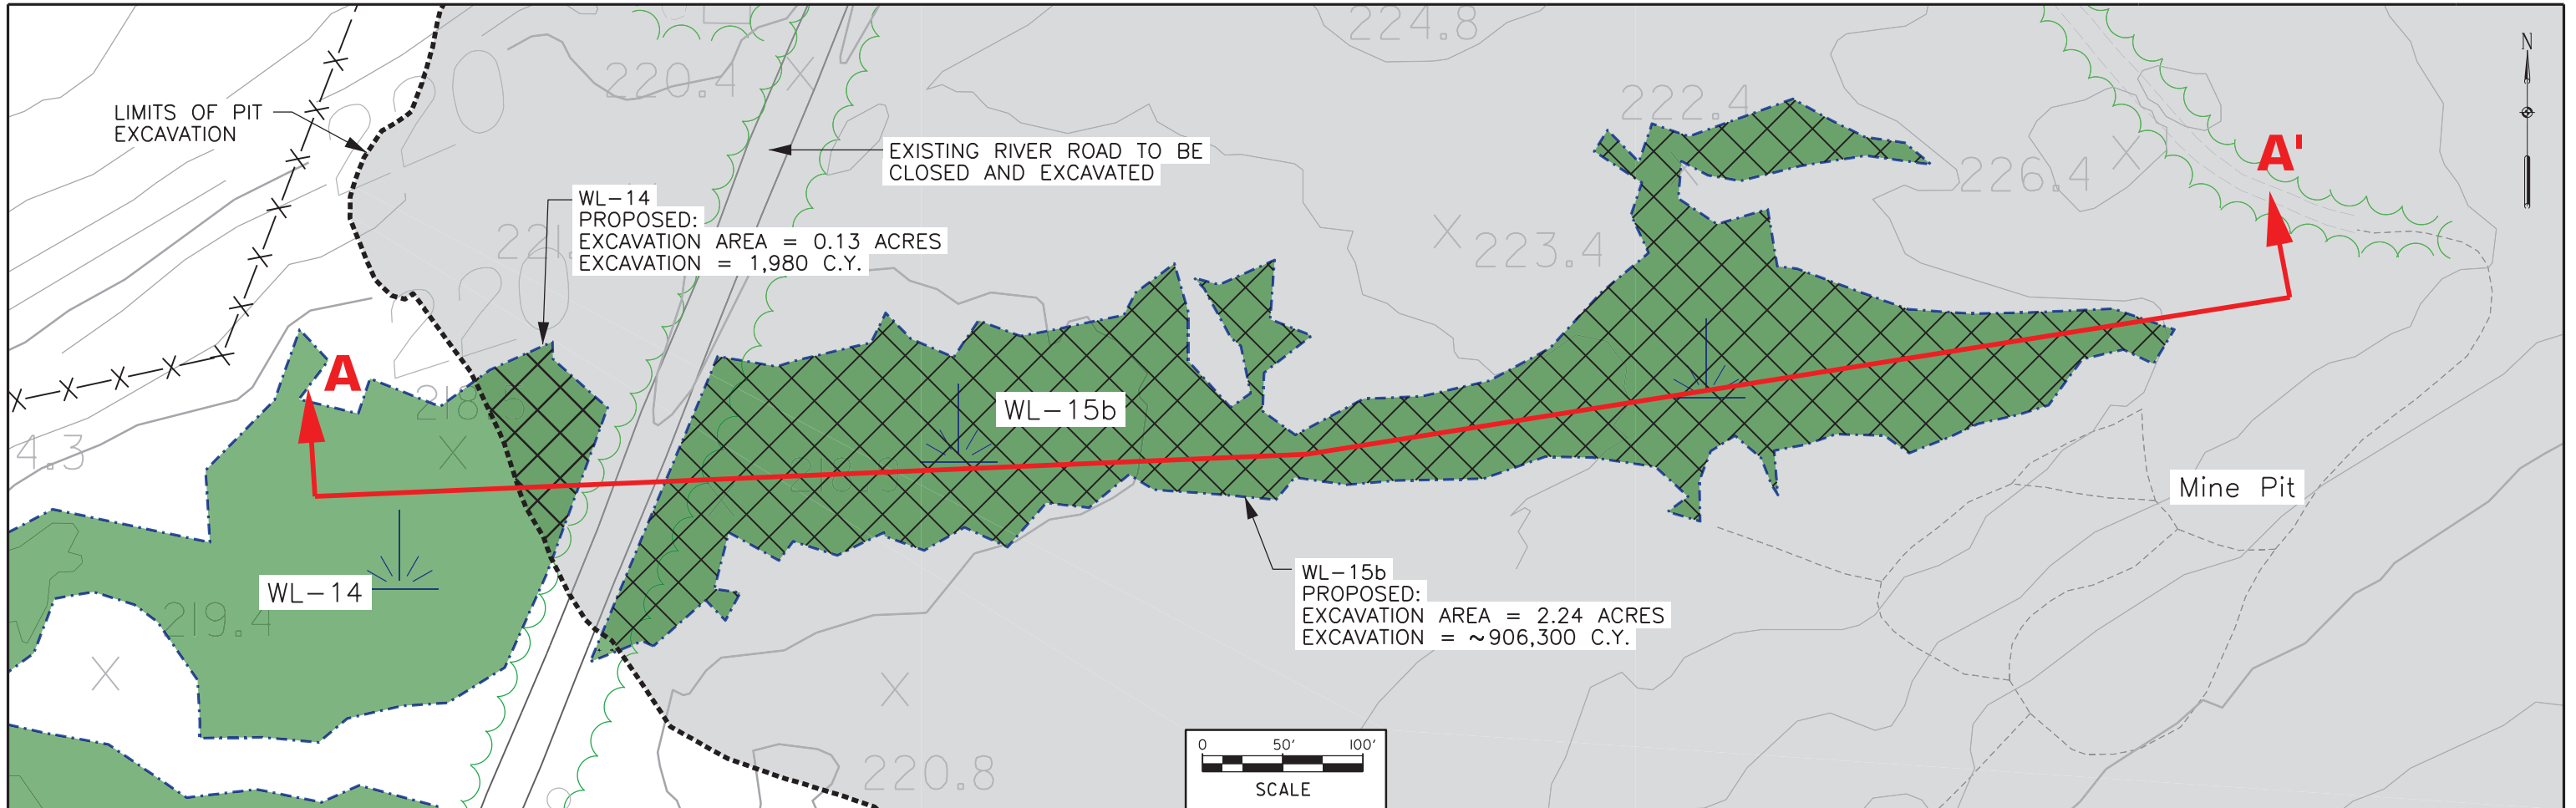 224.8
N
220.4
222.4
LIMITS OF PIT
EXCAVATION
EXISTING RIVER ROAD TO BE
CLOSED AND EXCAVATED
A'
226.4
WL-14
PROPOSED:
EXCAVATION AREA = 0.13 ACRES
EXCAVATION = 1,980 C.Y.
223.4
220
A
218.5
WL-15b
4.3
Mine Pit
WL-14
219.4
WL-15b
PROPOSED:
EXCAVATION AREA = 2.24 ACRES
EXCAVATION = ~906,300 C.Y.
220.8
0 50' 100'
SCALE